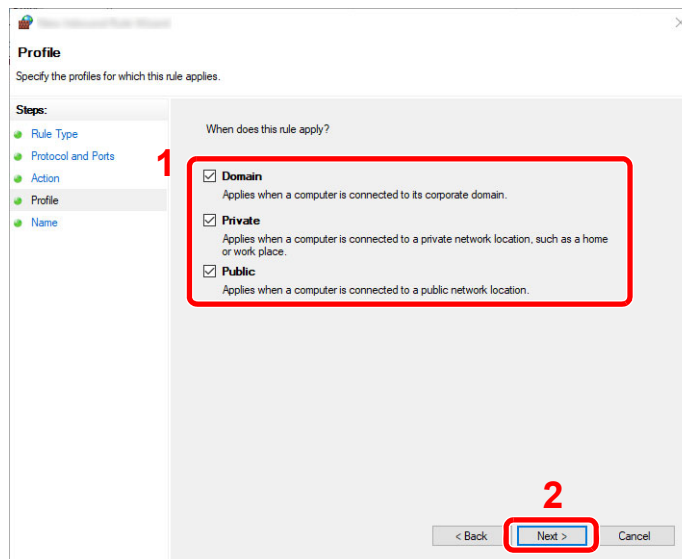 Profile
Specify the profiles for which this rule applies.
Steps:
Rule Type
Protocol and Ports
Action
Profile
Name
When does this rule apply?
1
Domain
Applies when a computer is connected to its corporate domain.
Private
Applies when a computer is connected to a private network location, such as a home
or work place.
Public
Applies when a computer is connected to a public network location.
2
< Back
Next >
Cancel